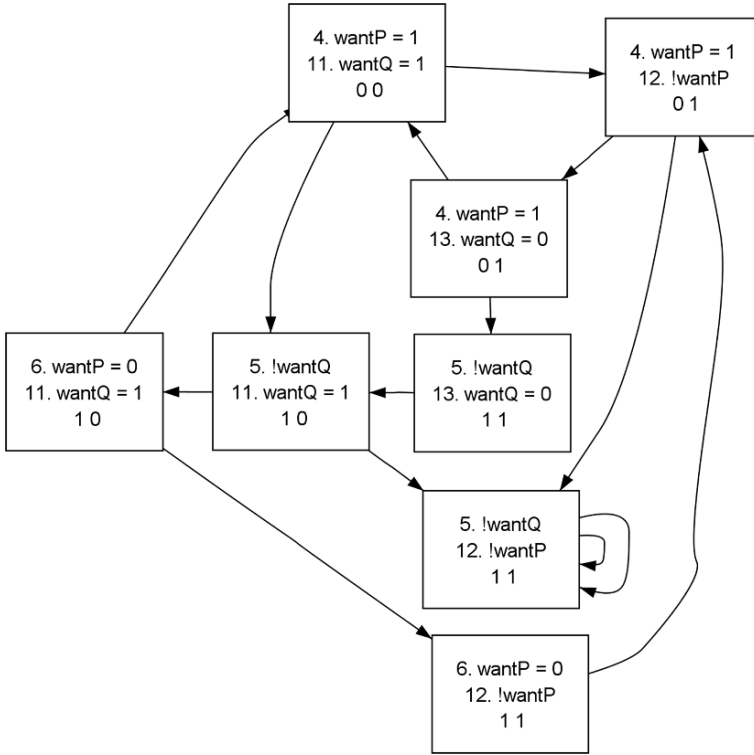 4. wantP = 1
11. wantQ = 1
0 0
4. wantP = 1
12. !wantP
0 1
4. wantP = 1
13. wantQ = 0
0 1
6. wantP = 0
11. wantQ = 1
1 0
5. !wantQ
11. wantQ = 1
1 0
5. !wantQ
13. wantQ = 0
1 1
5. !wantQ
12. !wantP
1 1
6. wantP = 0
12. !wantP
1 1